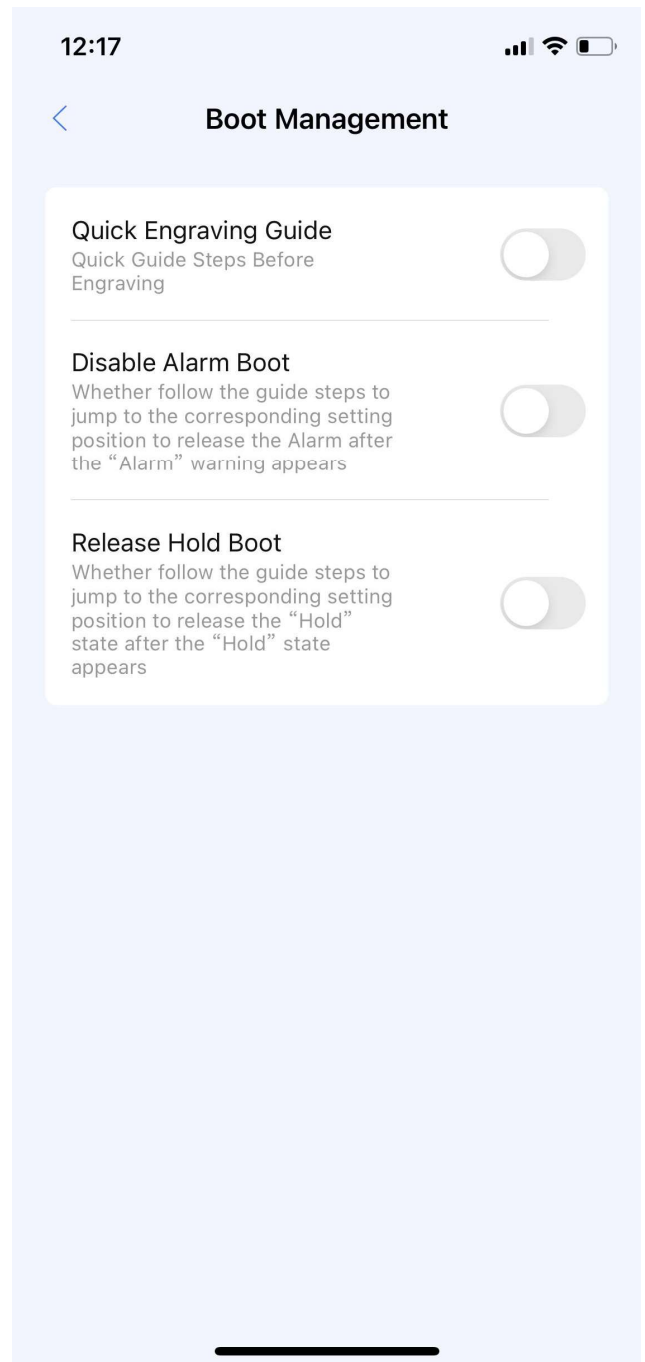 12:17
Boot Management
Quick Engraving Guide
Quick Guide Steps Before
Engraving
Disable Alarm Boot
Whether follow the guide steps to
jump to the corresponding setting
position to release the Alarm after
the “Alarm” warning appears
Release Hold Boot
Whether follow the guide steps to
jump to the corresponding setting
position to release the “Hold”
state after the “Hold” state
appears